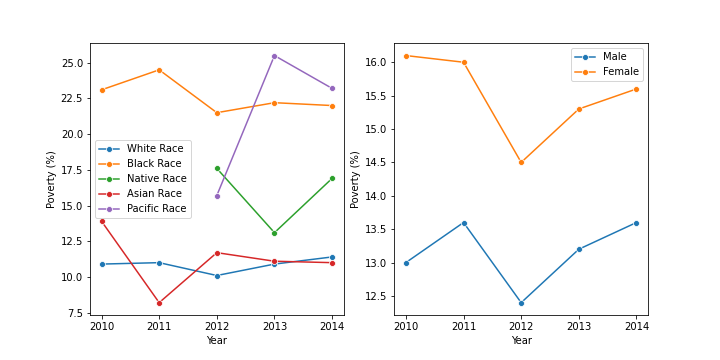 25.0
22.5
20.0
17.5
15.0
12.5
10.0
7.5
Poverty (%)
White Race
Black Race
Native Race
Asian Race
Pacific Race
2010 2011 2012 2013 2014
Year
16.0
15.5
15.0
14.5
14.0
13.5
13.0
12.5
Poverty (%)
Male
Female
2010 2011 2012 2013 2014
Year